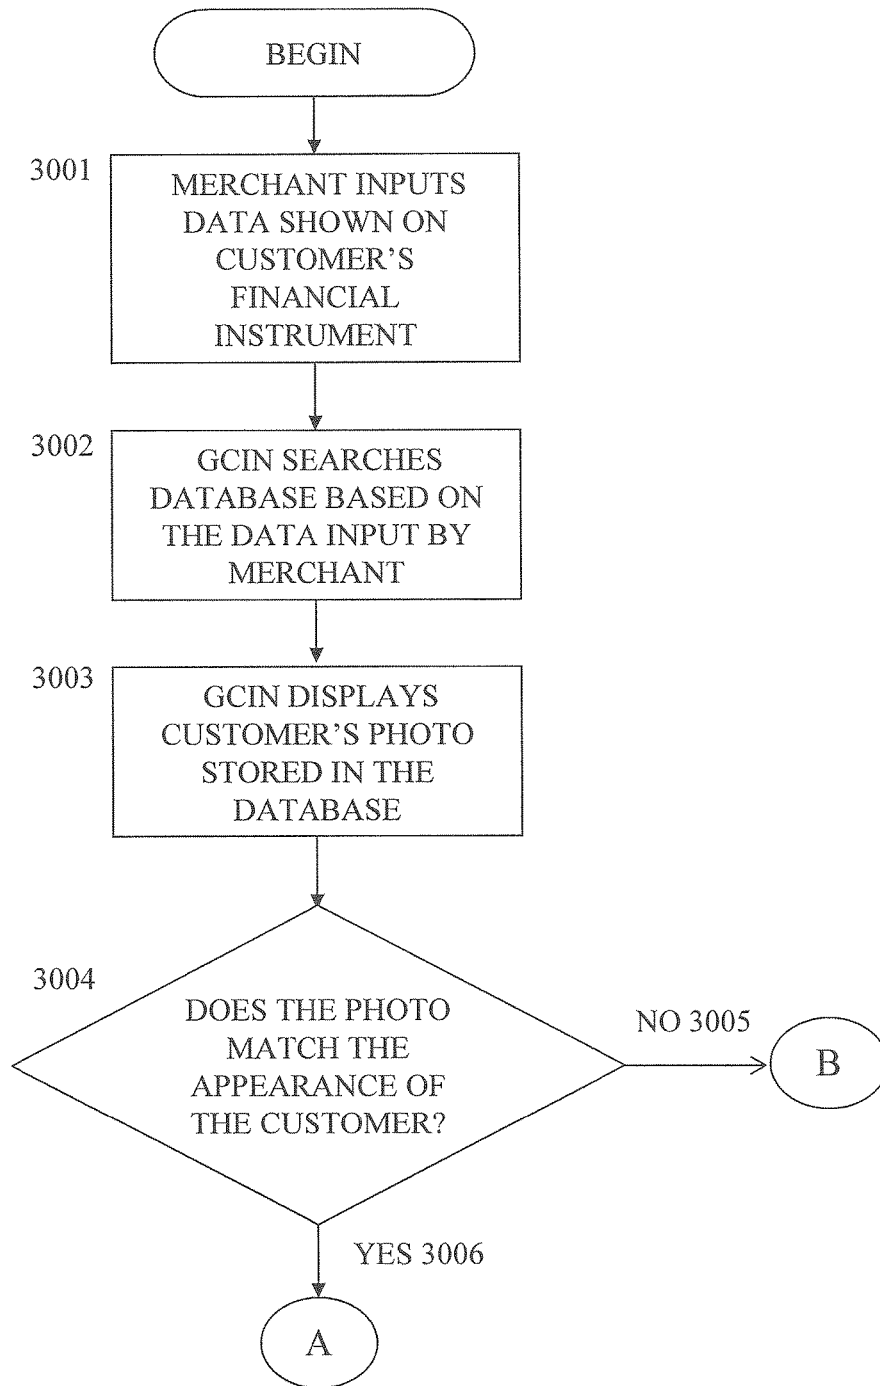 BEGIN
3001
MERCHANT INPUTS
DATA SHOWN ON
CUSTOMER'S
FINANCIAL
INSTRUMENT
3002
GCIN SEARCHES
DATABASE BASED ON
THE DATA INPUT BY
MERCHANT
3003
GCIN DISPLAYS
CUSTOMER'S PHOTO
STORED IN THE
DATABASE
3004
DOES THE PHOTO
MATCH THE
APPEARANCE OF
THE CUSTOMER?
NO 3005
B
YES 3006
A